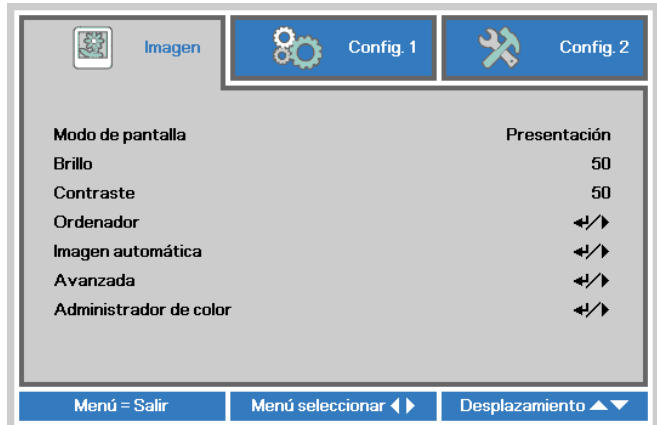 Imagen Config. 1 Config. 2
Modo de pantalla Presentación
Brillo 50
Contraste 50
Ordenador ↵/▶
Imagen automática ↵/▶
Avanzada ↵/▶
Administrador de color ↵/▶
Menú = Salir Menú seleccionar ◀▶ Desplazamiento ▲▼